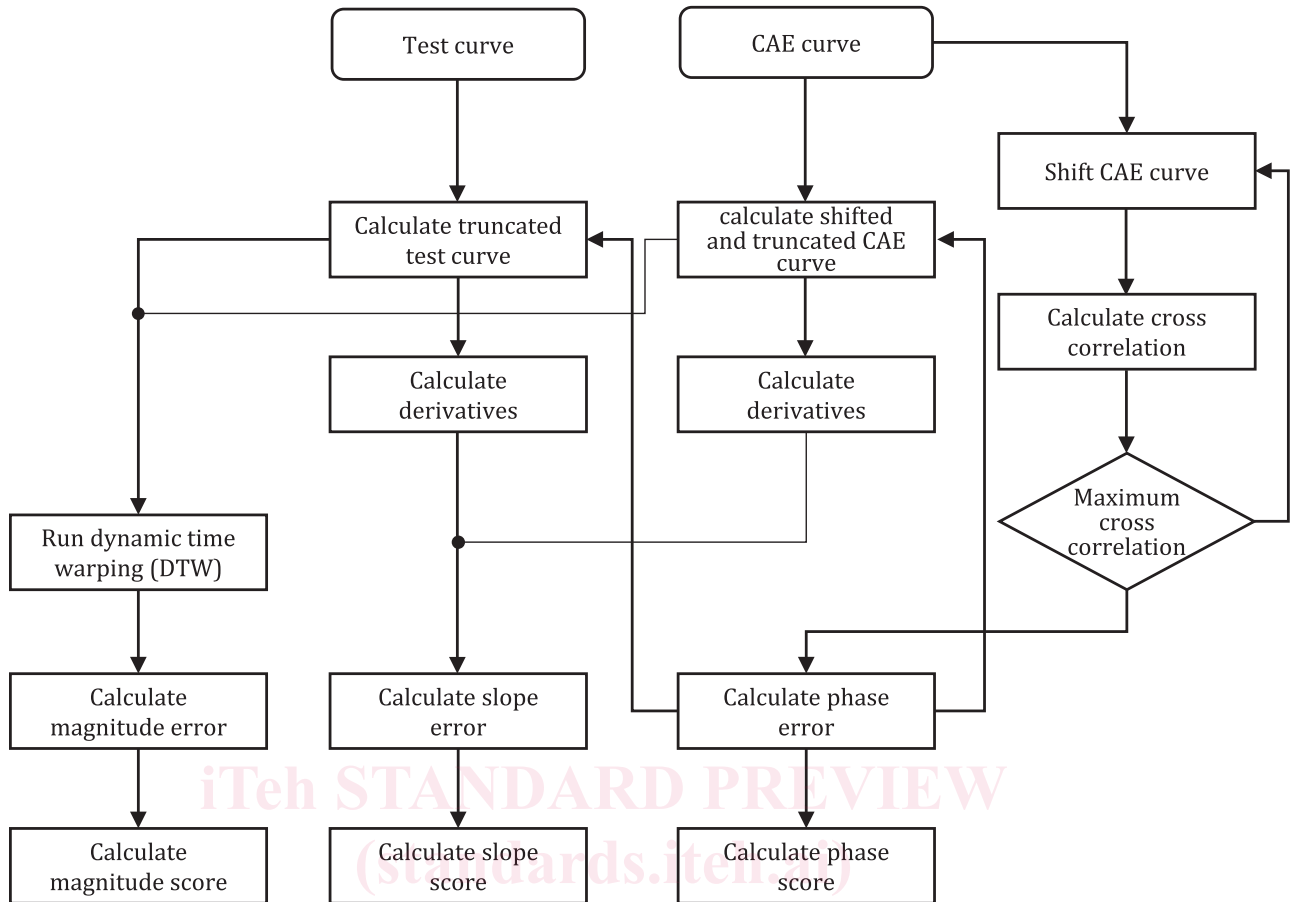 Test curve
CAE curve
Shift CAE curve
Calculate truncated
test curve
calculate shifted
and truncated CAE
curve
Calculate cross
correlation
Calculate
derivatives
Calculate
derivatives
Maximum
cross
correlation
Run dynamic time
warping (DTW)
Calculate
magnitude error
Calculate slope
error
Calculate phase
error
iTeh STANDARD PREVIEW
(standards.iteh.ai)
Calculate
magnitude score
Calculate slope
score
Calculate phase
score